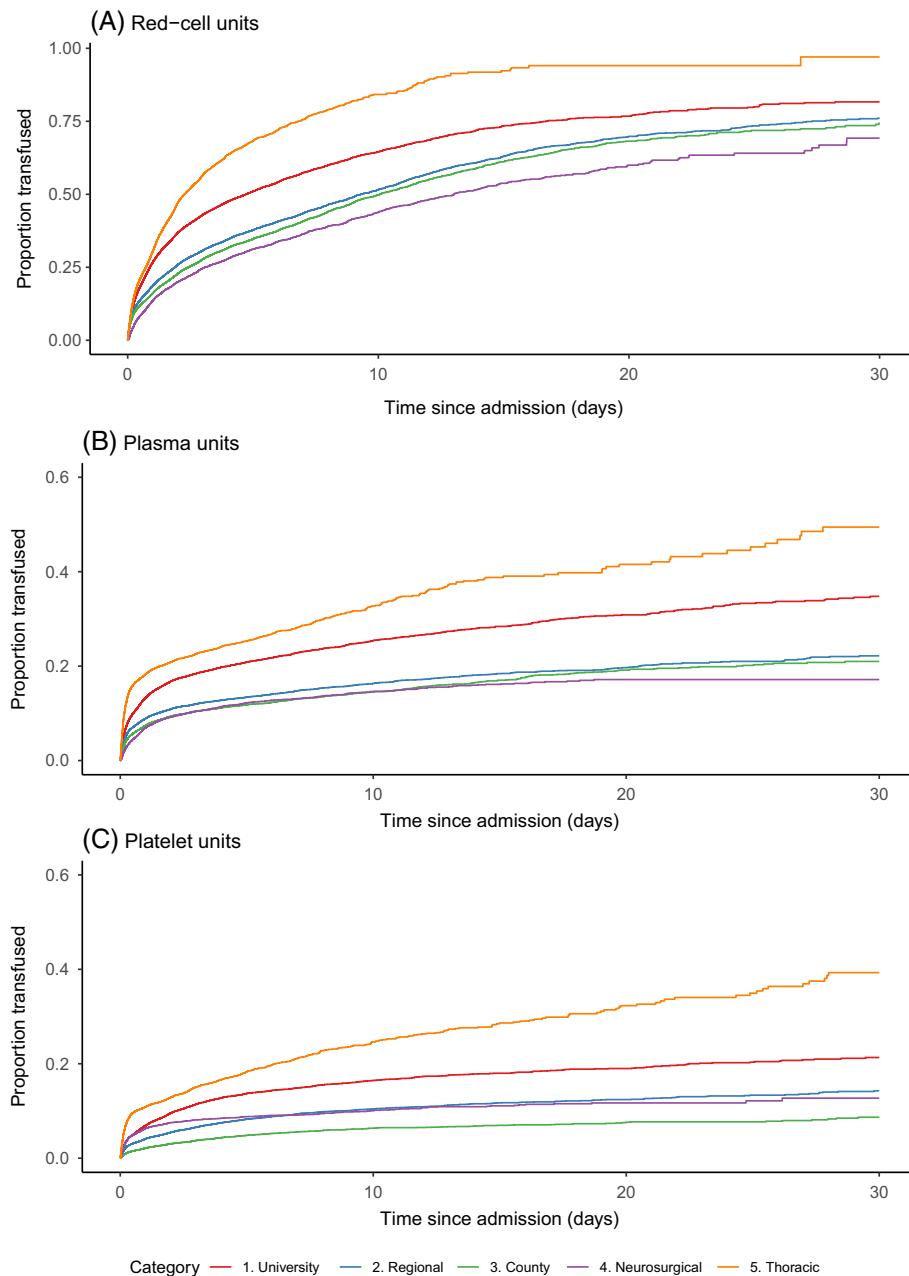 (A) Red−cell units
1.00
0.75
0.50
0.25
0.00
Proportion transfused
0 10 20 30
Time since admission (days)
(B) Plasma units
0.6
0.4
0.2
0.0
Proportion transfused
0 10 20 30
Time since admission (days)
(C) Platelet units
0.6
0.4
0.2
0.0
Proportion transfused
0 10 20 30
Time since admission (days)
Category 1. University 2. Regional 3. County 4. Neurosurgical 5. Thoracic